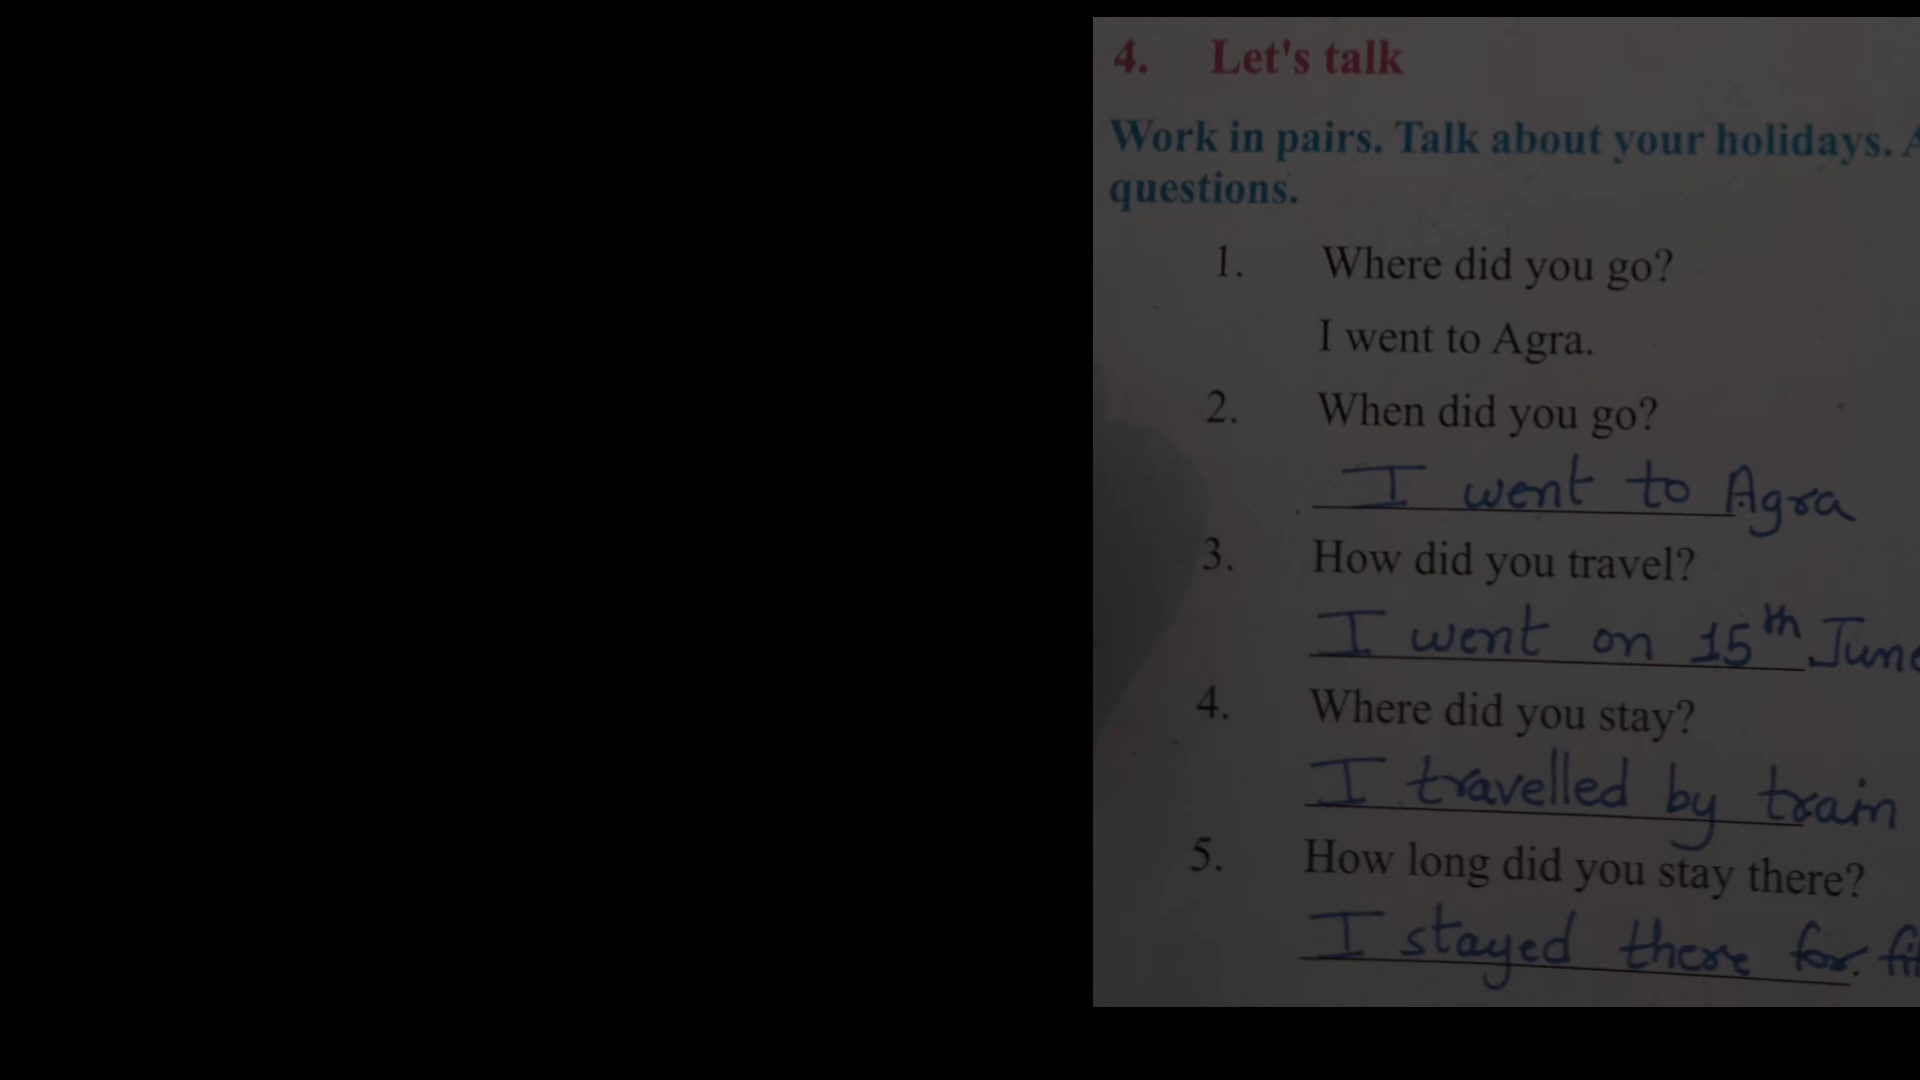 4. Let's talk
Work in pairs. Talk about your holidays.
questions.
1. Where did you go?
I went to Agra.
2. When did you go?
I went to Agra
3. How did you travel?
I went on 15th June
4. Where did you stay?
I travelled by train
5. How long did you stay there?
I stayed there for